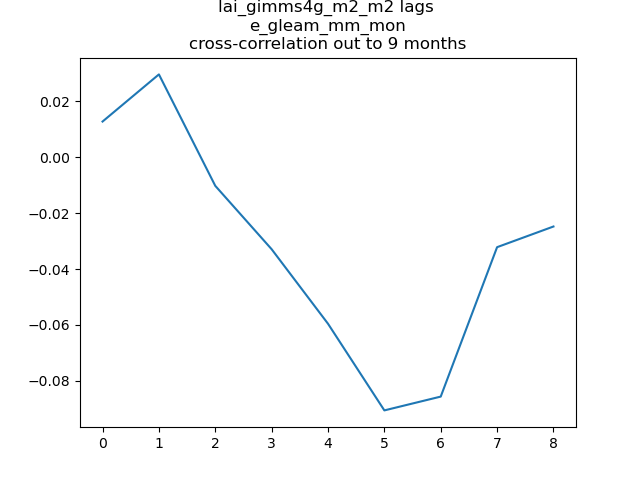 lai_gimms4g_m2_m2 lags
e_gleam_mm_mon
cross-correlation out to 9 months
0.02
0.00
−0.02
−0.04
−0.06
−0.08
0 1 2 3 4 5 6 7 8